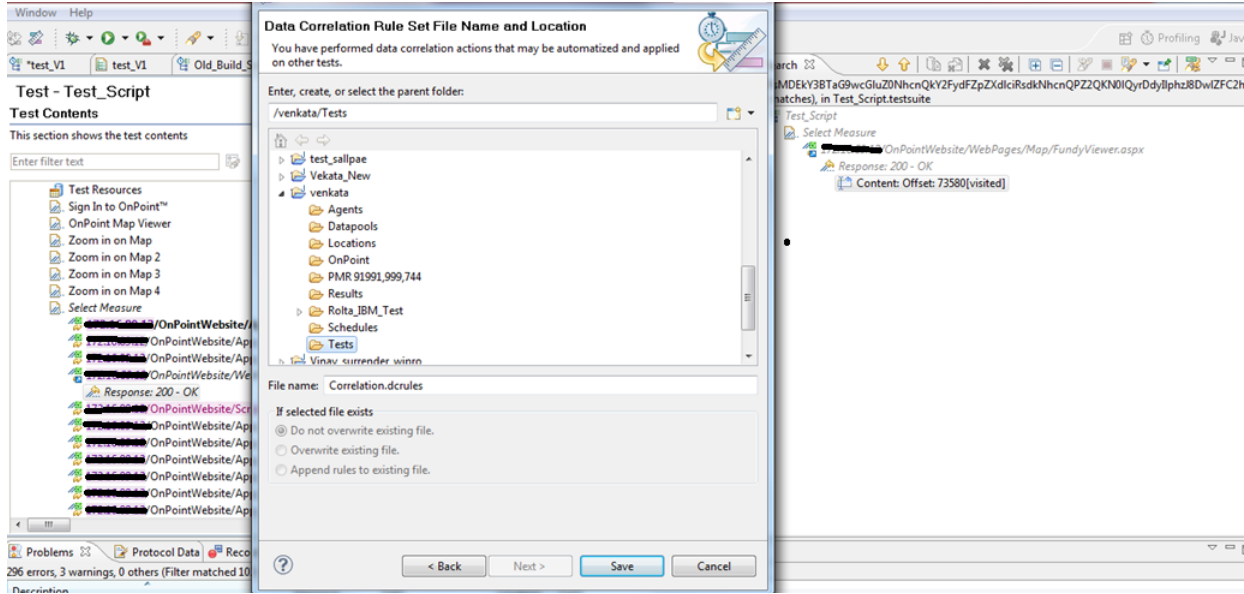 Window Help
Profiling Jav
*test_V1 test_V1 Old_Build_S
arch
Test - Test_Script
Test Contents
This section shows the test contents
Enter filter text
Test Resources
Sign In to OnPoint™
OnPoint Map Viewer
Zoom in on Map
Zoom in on Map 2
Zoom in on Map 3
Zoom in on Map 4
Select Measure
/OnPointWebsite/A
/OnPointWebsite/Ap
/OnPointWebsite/Ap
/OnPointWebsite/We
Response: 200 - OK
/OnPointWebsite/Scr
/OnPointWebsite/Ap
/OnPointWebsite/Ap
/OnPointWebsite/Ap
/OnPointWebsite/Ap
/OnPointWebsite/Ap
/OnPointWebsite/Ap
Problems Protocol Data Reco
296 errors, 3 warnings, 0 others (Filter matched 10
Description
Data Correlation Rule Set File Name and Location
You have performed data correlation actions that may be automatized and applied
on other tests.
Enter, create, or select the parent folder:
/venkata/Tests
test_sallpae
Vekata_New
venkata
Agents
Datapools
Locations
OnPoint
PMR 91991,999,744
Results
Rolta_IBM_Test
Schedules
Tests
Vinay_surrender_winro
File name: Correlation.dcrules
If selected file exists
Do not overwrite existing file.
Overwrite existing file.
Append rules to existing file.
< Back Next > Save Cancel
natches), in Test_Script.testsuite
Test_Script
Select Measure
/OnPointWebsite/WebPages/Map/FundyViewer.aspx
Response: 200 - OK
Content: Offset: 73580[visited]